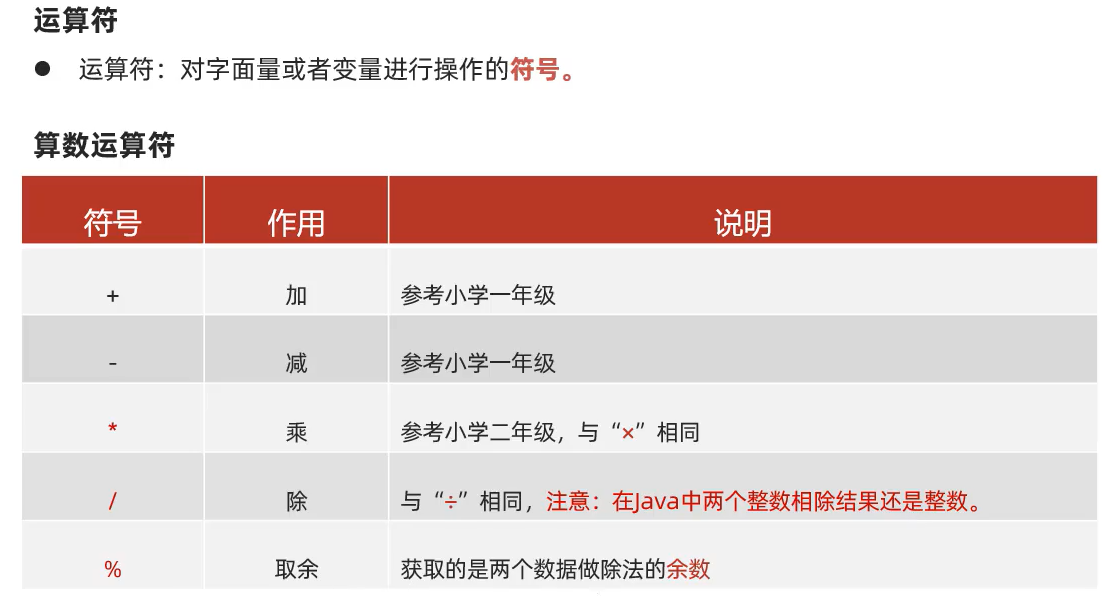 运算符
● 运算符：对字面量或者变量进行操作的符号。
算数运算符
符号 作用 说明
+ 加 参考小学一年级
- 减 参考小学一年级
* 乘 参考小学二年级，与“×”相同
/ 除 与“÷”相同，注意：在Java中两个整数相除结果还是整数。
% 取余 获取的是两个数据做除法的余数